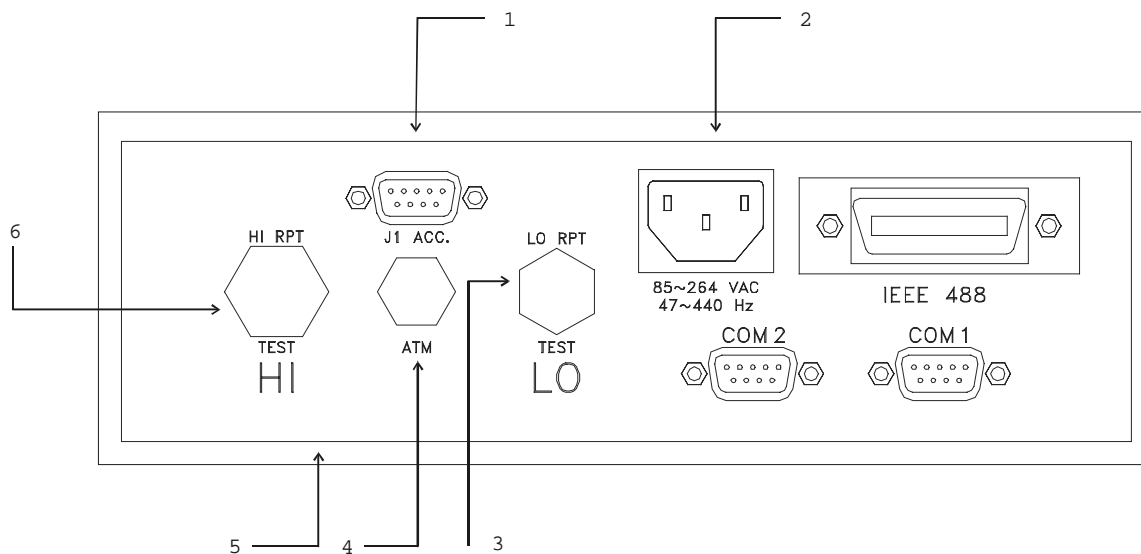 1
2
6
HI RPT
J1 ACC.
LO RPT
85~264 VAC
47~440 Hz
IEEE 488
TEST
ATM
TEST
COM 2
COM 1
HI
LO
5
4
3